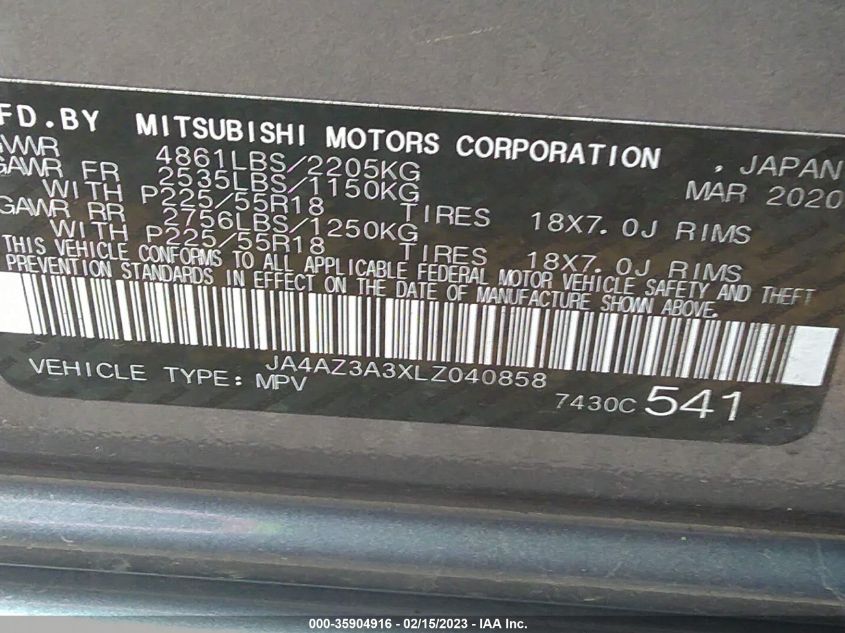 FD.BY MITSUBISHI MOTORS CORPORATION , JAPAN
GVWR 4861LBS/2205KG MAR 2020
GAWR FR 2535LBS/1150KG
WITH P225/55R18 TIRES 18X7.0J RIMS
GAWR RR 2756LBS/1250KG
WITH P225/55R18 TIRES 18X7.0J RIMS
THIS VEHICLE CONFORMS TO ALL APPLICABLE FEDERAL MOTOR VEHICLE SAFETY AND THEFT
PREVENTION STANDARDS IN EFFECT ON THE DATE OF MANUFACTURE SHOWN ABOVE.
JA4AZ3A3XLZ040858
VEHICLE TYPE: MPV
7430C 541
000-35904916 - 02/15/2023 - IAA Inc.